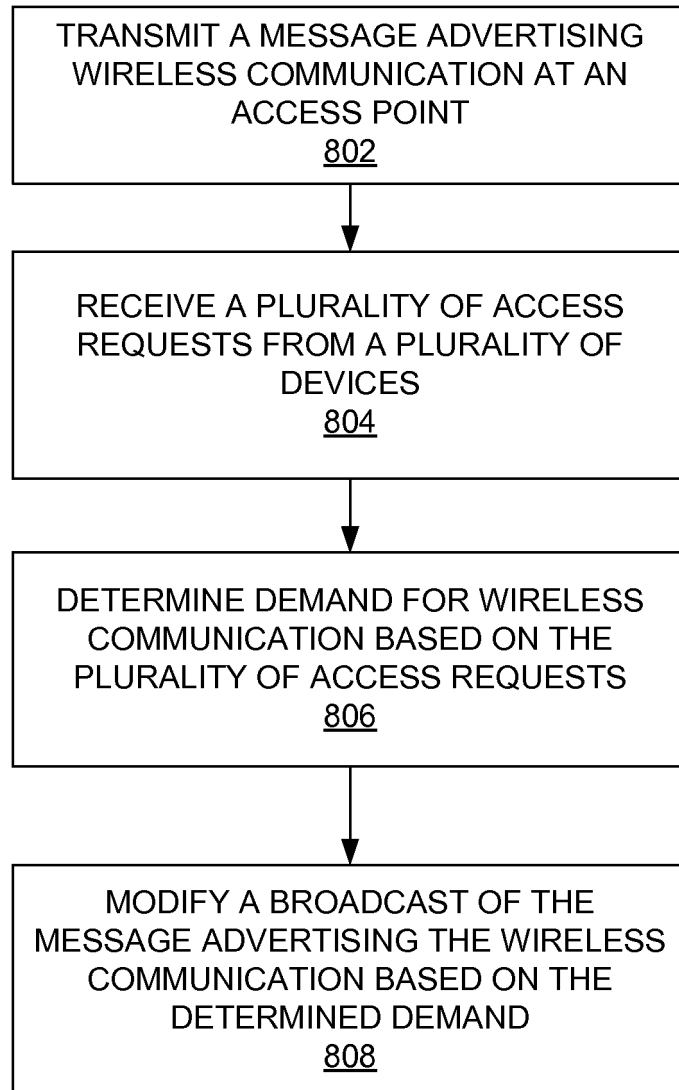 TRANSMIT A MESSAGE ADVERTISING
WIRELESS COMMUNICATION AT AN
ACCESS POINT
802
RECEIVE A PLURALITY OF ACCESS
REQUESTS FROM A PLURALITY OF
DEVICES
804
DETERMINE DEMAND FOR WIRELESS
COMMUNICATION BASED ON THE
PLURALITY OF ACCESS REQUESTS
806
MODIFY A BROADCAST OF THE
MESSAGE ADVERTISING THE WIRELESS
COMMUNICATION BASED ON THE
DETERMINED DEMAND
808